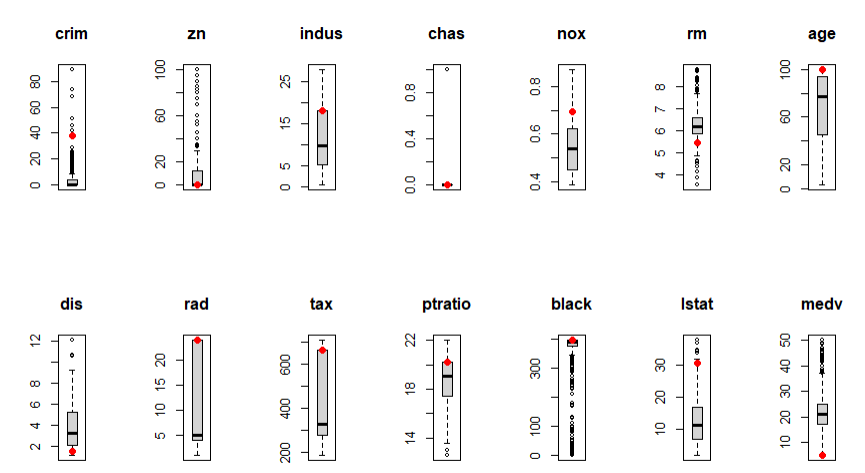 crim zn indus chas nox rm age
0 20 40 60 80
0 20 60 100
0 5 15 25
0.0 0.4 0.8
0.4 0.6 0.8
4 5 6 7 8
0 20 60 100
dis rad tax ptratio black lstat medv
2 4 6 8 12
5 10 15 20
200 400 600
14 18 22
0 100 300
10 20 30
10 20 30 40 50